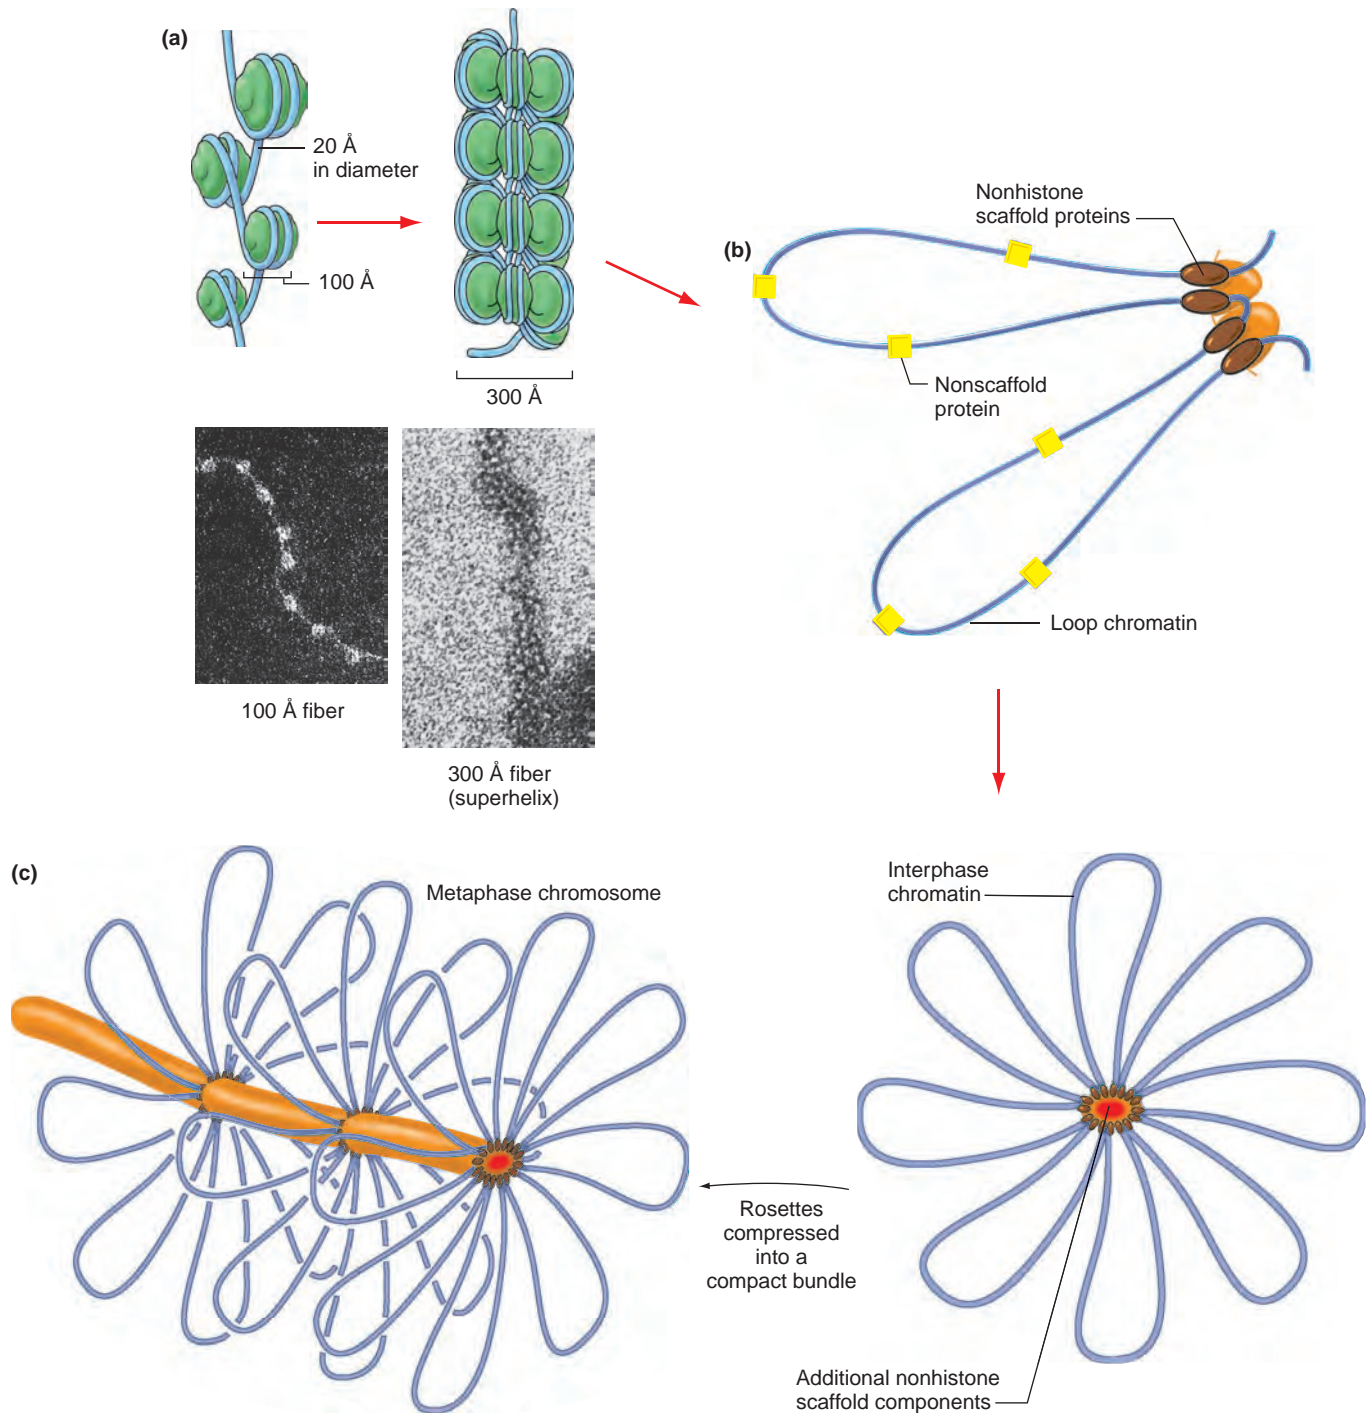 (a)
20 Å
in diameter
100 Å
300 Å
100 Å fiber
300 Å fiber
(superhelix)
(b)
Nonhistone
scaffold proteins
Nonscaffold
protein
Loop chromatin
(c)
Metaphase chromosome
Interphase
chromatin
Rosettes
compressed
into a
compact bundle
Additional nonhistone
scaffold components